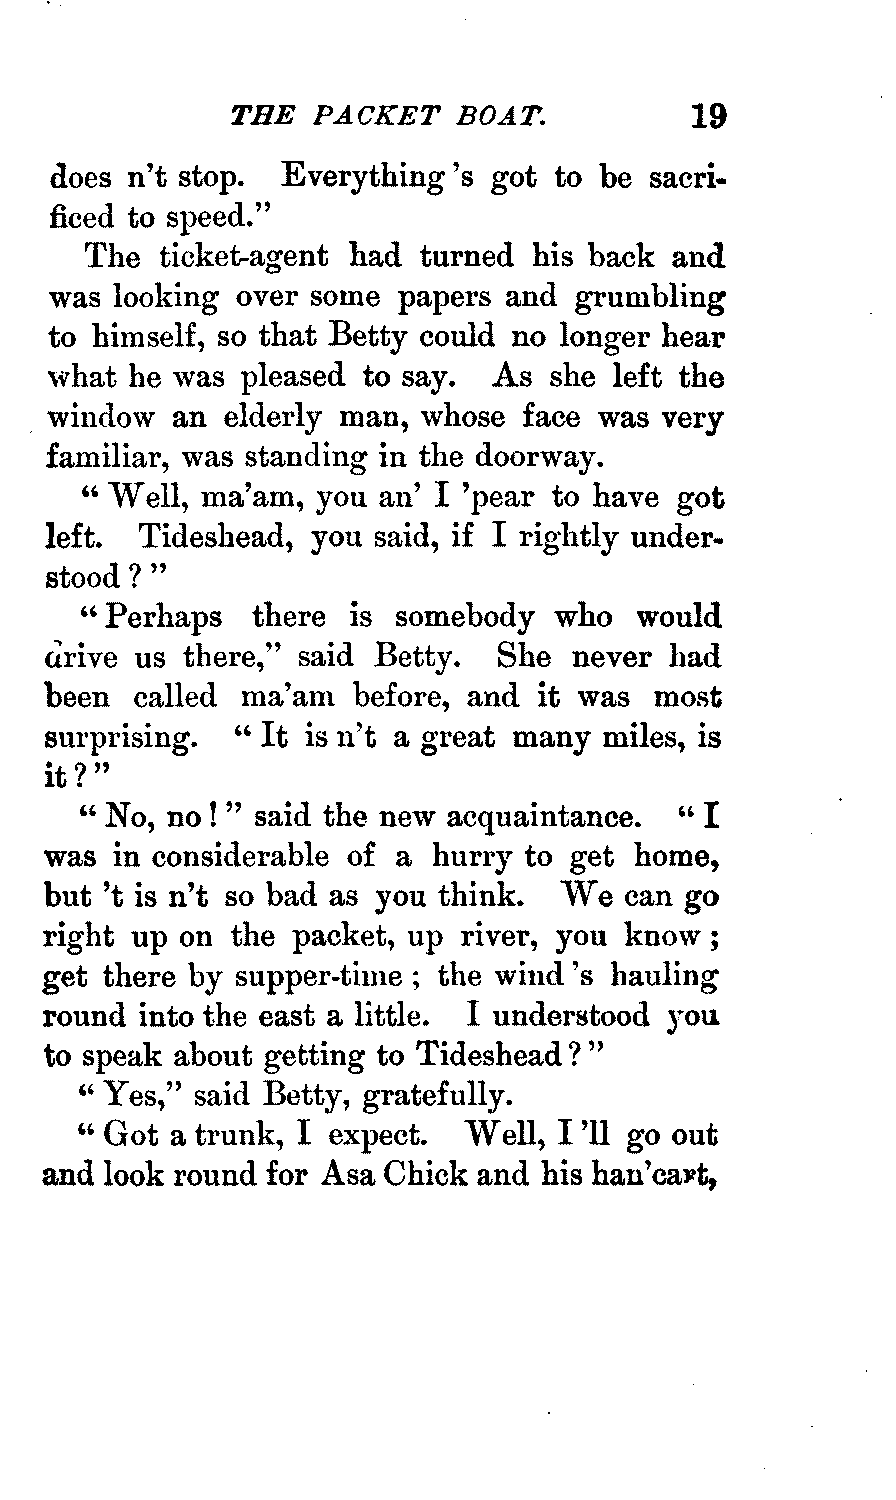 THE PACKET BOAT. 19
does n't stop. Everything 's got to be sacri-
ficed to speed."
The ticket-agent had turned his back and
was looking over some papers and grumbling
to himself, so that Betty could no longer hear
what he was pleased to say. As she left the
window an elderly man, whose face was very
familiar, was standing in the doorway.
" Well, ma'am, you an' I 'pear to have got
left. Tideshead, you said, if I rightly under-
stood ? "
" Perhaps there is somebody who would
drive us there," said Betty. She never had
been called ma'am before, and it was most
surprising. " It is n't a great many miles, is
it ? "
" No, no ! " said the new acquaintance. " I
was in considerable of a hurry to get home,
but 't is n't so bad as you think. We can go
right up on the packet, up river, you know ;
get there by supper-time ; the wind 's hauling
round into the east a little. I understood you
to speak about getting to Tideshead ? "
" Yes," said Betty, gratefully.
" Got a trunk, I expect. Well, I 'll go out
and look round for Asa Chick and his han'cart,